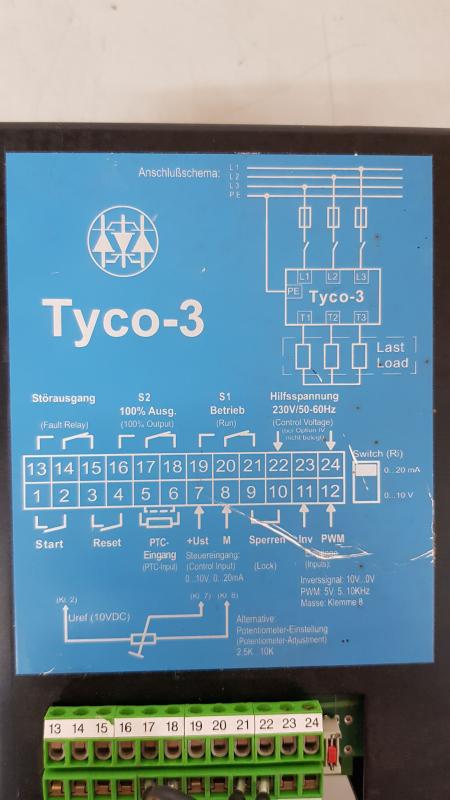 Anschlußschema:
L1
L2
L3
PE
L1 L2 L3
PE
Tyco-3
T1 T2 T3
Last
Load
Tyco-3
Störausgang
(Fault Relay)
S2
100% Ausg.
(100% Output)
S1
Betrieb
(Run)
Hilfsspannung
230V/50-60Hz
(Control Voltage)
(bei Option IV
nicht belegt)
Switch (Ri)
0...20 mA
0...10 V
13 14 15 16 17 18 19 20 21 22 23 24
1 2 3 4 5 6 7 8 9 10 11 12
Start
Reset
PTC-
Eingang
(PTC-Input)
+Ust M
Steuereingang:
(Control Input)
0...10V, 0...20mA
Sperren
(Lock)
Inv PWM
(Inputs):
Inverssignal: 10V...0V
PWM: 5V, 5..10KHz
Masse: Klemme 8
(Kl. 2)
(Kl. 7)
(Kl. 8)
Uref (10VDC)
Alternative:
Potentiometer-Einstellung
(Potentiometer-Adjustment)
2.5K...10K
13 14 15 16 17 18 19 20 21 22 23 24